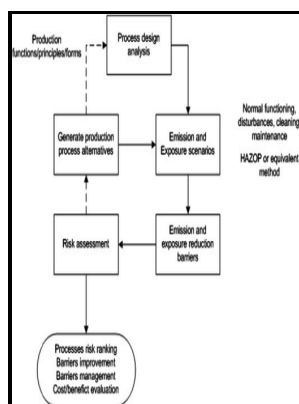 Production
functions/principles/forms
Process design
analysis
Generate production
process alternatives
Emission and
Exposure scenarios
Normal functioning,
disturbances, cleaning
maintenance
HAZOP or equivalent
method
Risk assessment
Emission and
exposure reduction
barriers
Processes risk ranking
Barriers improvement
Barriers management
Cost/benefict evaluation